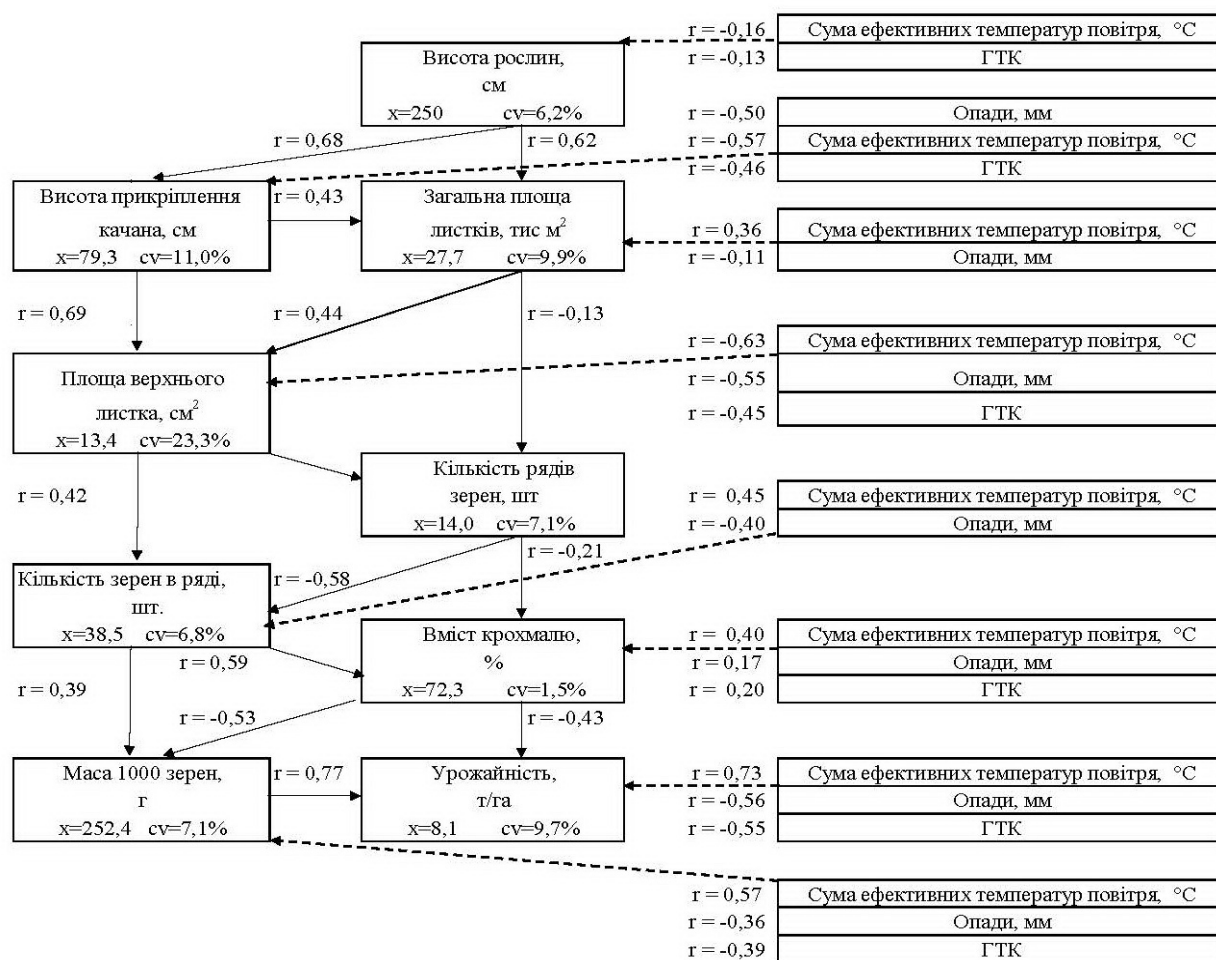 r = -0,16 Сума ефективних температур повітря, °C
r = -0,13 ГТК
Висота рослин,
см
x=250 cv=6,2%
r = -0,50 Опади, мм
r = -0,57 Сума ефективних температур повітря, °C
r = -0,46 ГТК
r = 0,68
r = 0,62
Висота прикріплення
качана, см
x=79,3 cv=11,0%
r = 0,43
Загальна площа
листків, тис м²
x=27,7 cv=9,9%
r = 0,36 Сума ефективних температур повітря, °C
r = -0,11 Опади, мм
r = 0,69
r = 0,44
r = -0,13
r = -0,63 Сума ефективних температур повітря, °C
r = -0,55 Опади, мм
r = -0,45 ГТК
Площа верхнього
листка, см²
x=13,4 cv=23,3%
Кількість рядів
зерен, шт
x=14,0 cv=7,1%
r = 0,42
r = 0,45 Сума ефективних температур повітря, °C
r = -0,40 Опади, мм
r = -0,21
r = -0,58
Кількість зерен в ряді,
шт.
x=38,5 cv=6,8%
r = 0,59
Вміст крохмалю,
%
x=72,3 cv=1,5%
r = 0,40 Сума ефективних температур повітря, °C
r = 0,17 Опади, мм
r = 0,20 ГТК
r = 0,39
r = -0,53
r = -0,43
Маса 1000 зерен,
г
x=252,4 cv=7,1%
r = 0,77
Урожайність,
т/га
x=8,1 cv=9,7%
r = 0,73 Сума ефективних температур повітря, °C
r = -0,56 Опади, мм
r = -0,55 ГТК
r = 0,57 Сума ефективних температур повітря, °C
r = -0,36 Опади, мм
r = -0,39 ГТК